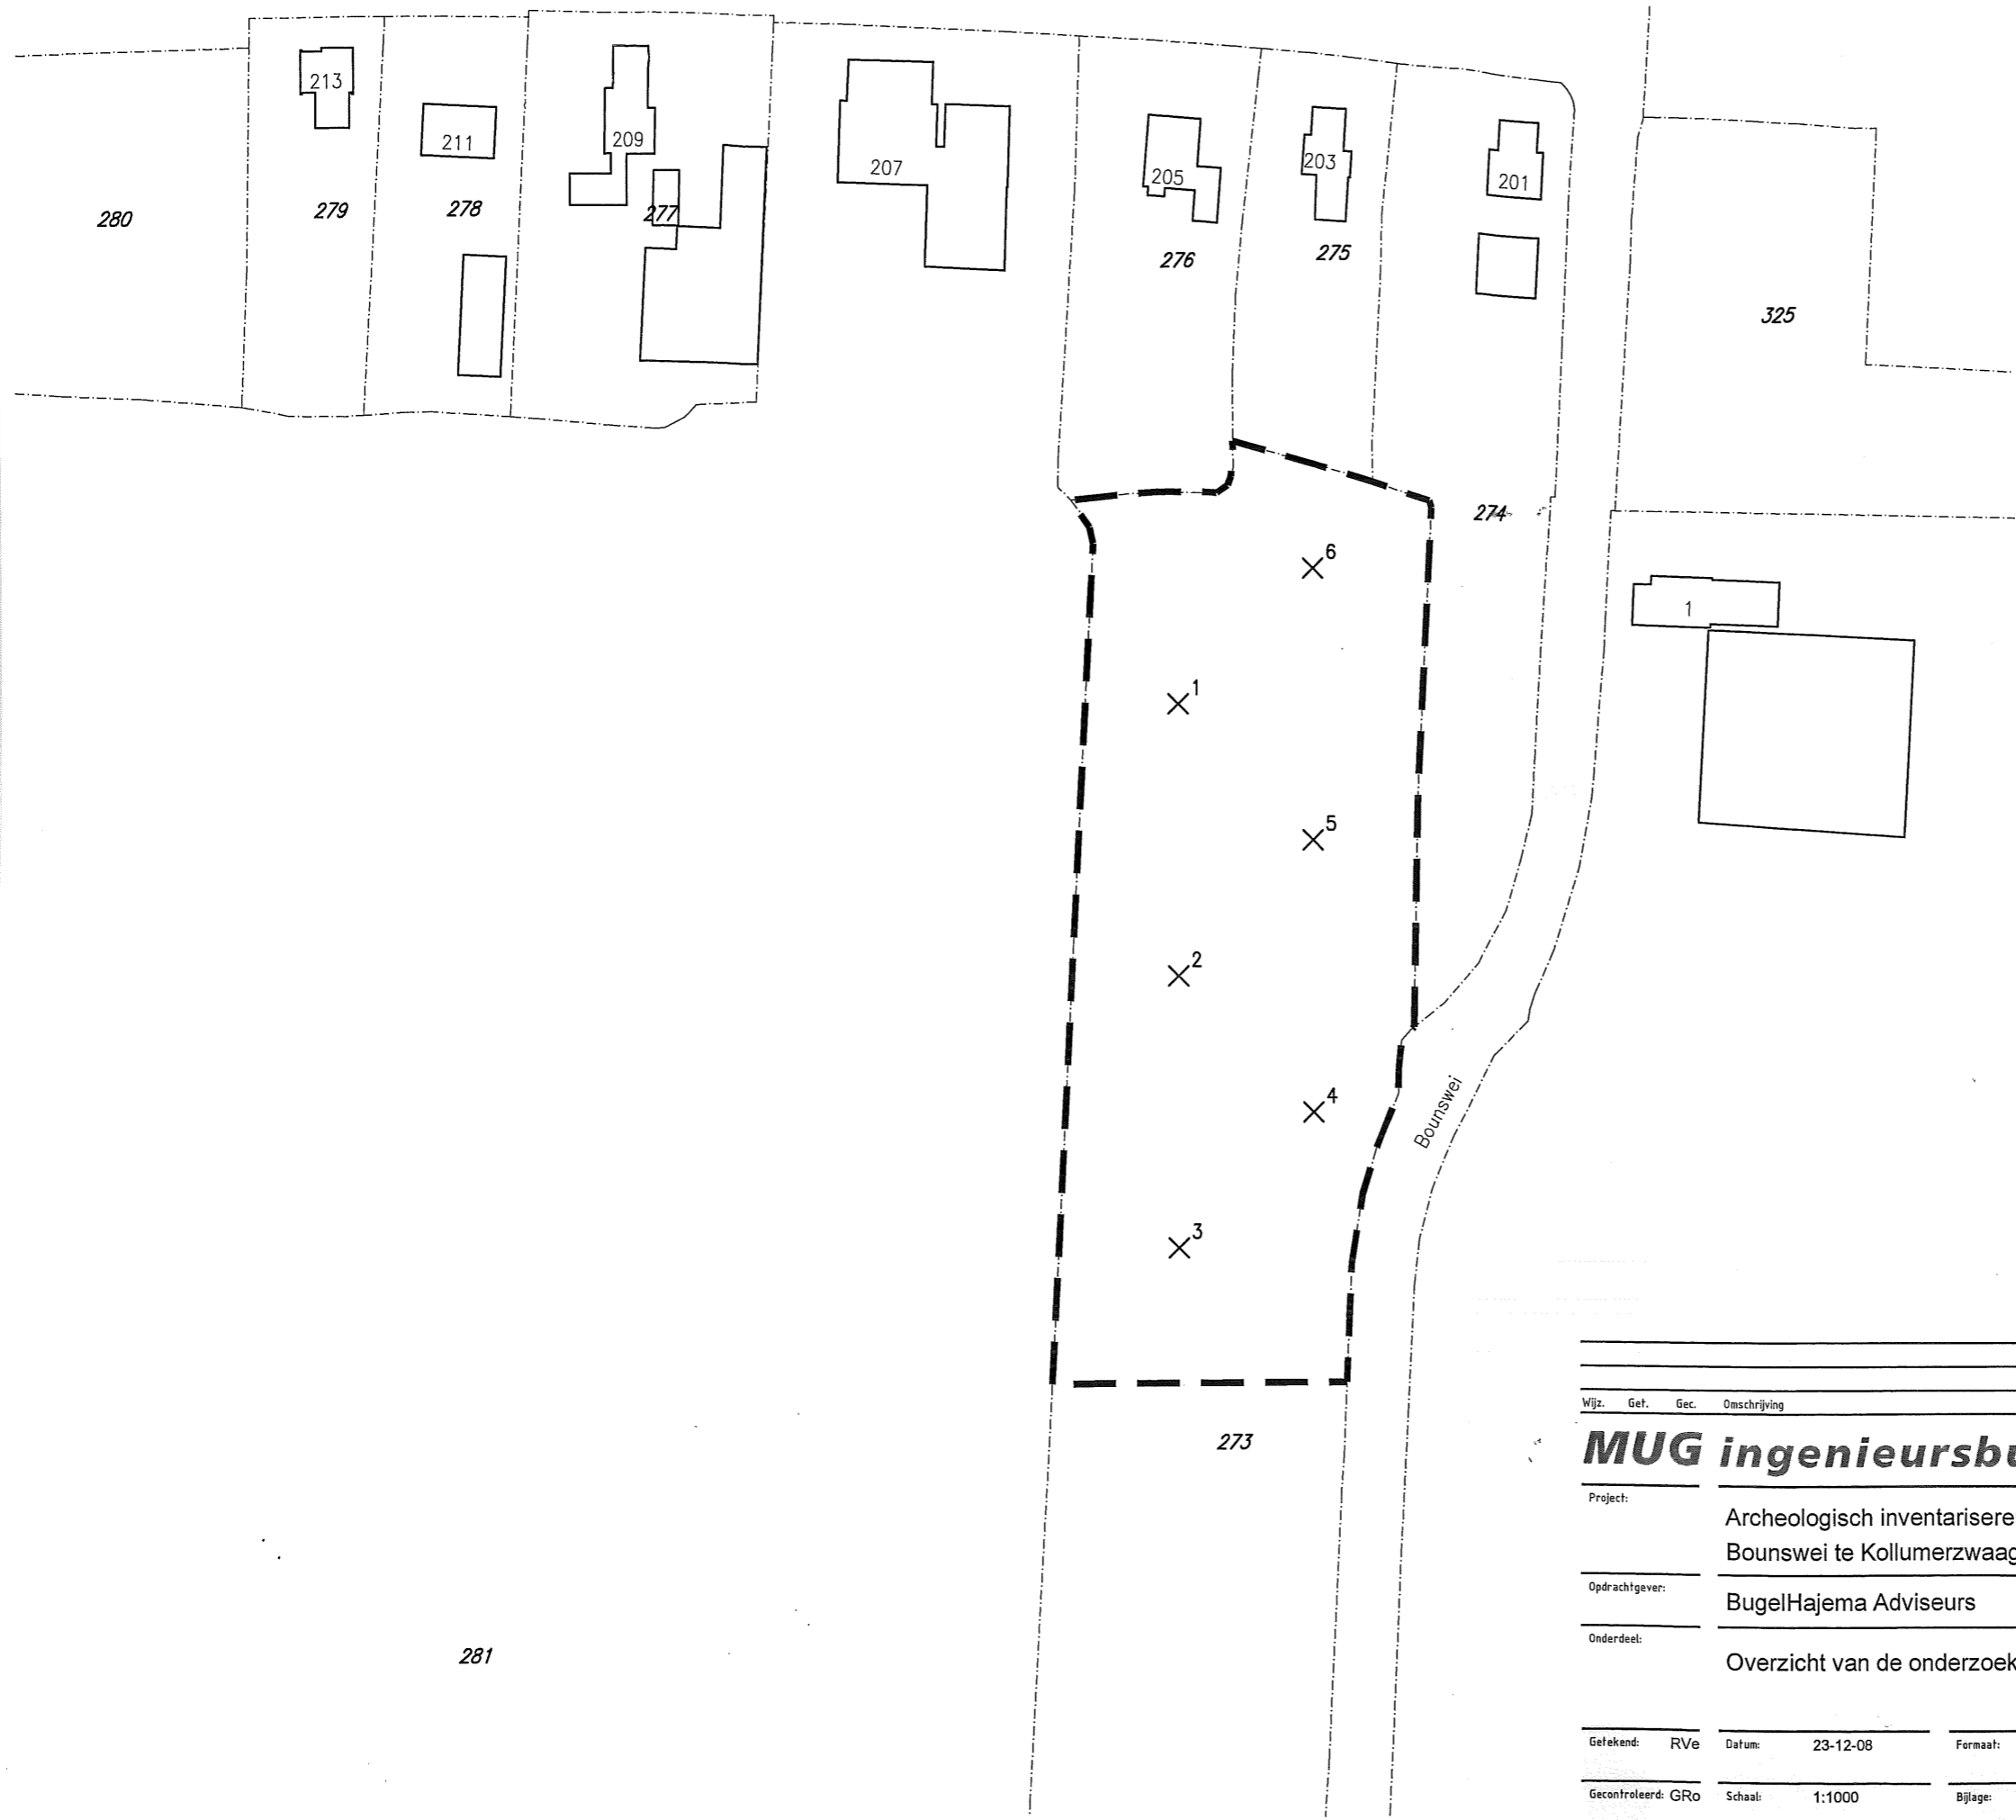 213
211
209
207
205
203
201
280
279
278
277
276
275
325
274
6
1
1
5
2
4
Bounswei
3
273
281
Wijz. Get. Gec. Omschrijving
MUG ingenieursbu
Project:
Archeologisch inventarisere
Bounswei te Kollumerzwaag
Opdrachtgever:
BugelHajema Adviseurs
Onderdeel:
Overzicht van de onderzoek
Getekend: RVe Datum: 23-12-08 Formaat:
Gecontroleerd: GRo Schaal: 1:1000 Bijlage: